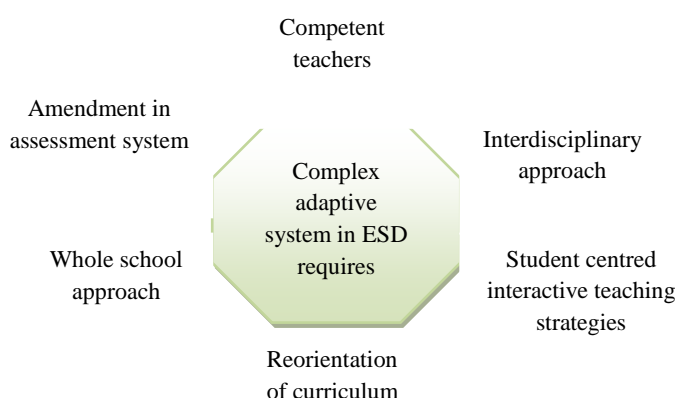 Competent
teachers
Amendment in
assessment system
Interdisciplinary
approach
Complex
adaptive
system in ESD
requires
Whole school
approach
Student centred
interactive teaching
strategies
Reorientation
of curriculum